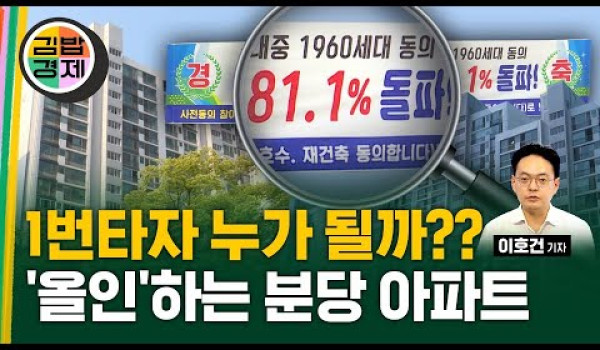 김밥
경제
대중 1960세대 동의
81.1% 돌파!
호수. 재건축 동의합니다
경
사전동의 참여
1960세대 동의
1% 돌파!
축
1번타자 누가 될까??
이호건 기자
'올인'하는 분당 아파트